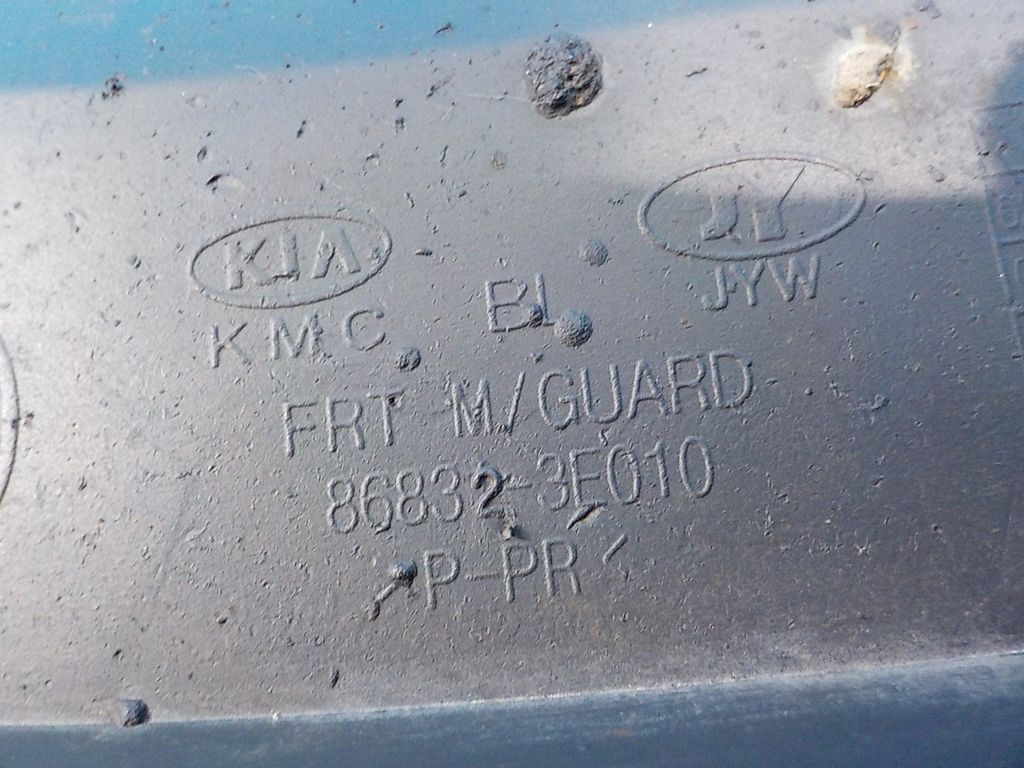 KIA
KMC
BL
JYW
FRT M/GUARD
86832-3E010
>P-PR<